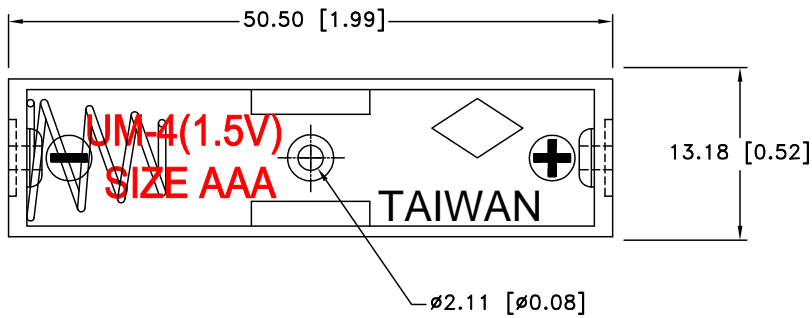 50.50 [1.99]
UM-4(1.5V)
SIZE AAA
13.18 [0.52]
TAIWAN
ø2.11 [ø0.08]